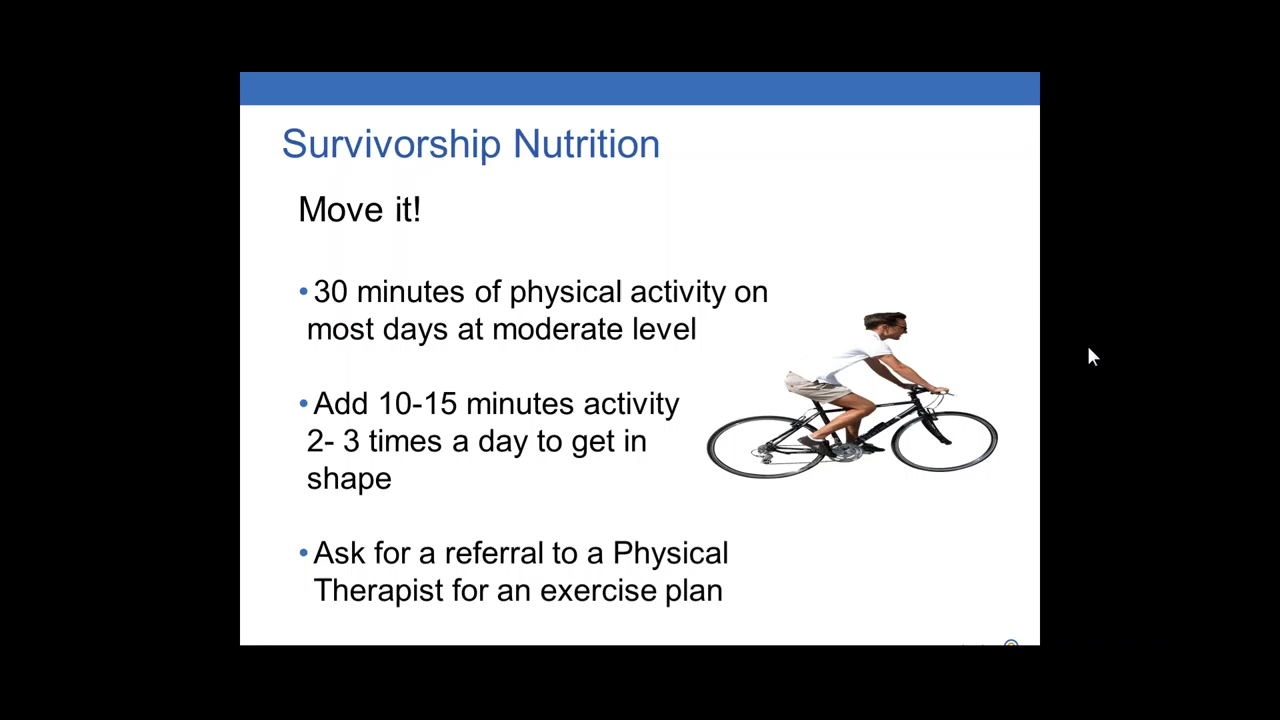 Survivorship Nutrition
Move it!
•30 minutes of physical activity on
most days at moderate level
•Add 10-15 minutes activity
2- 3 times a day to get in
shape
•Ask for a referral to a Physical
Therapist for an exercise plan